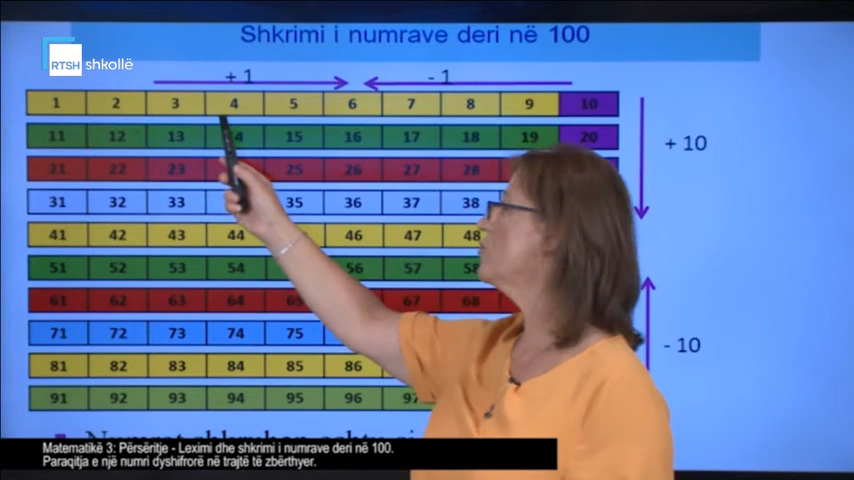 Shkrimi i numrave deri në 100
RTSH shkollë
+ 1 - 1
1 2 3 4 5 6 7 8 9 10
11 12 13 14 15 16 17 18 19 20
+ 10
21 22 23 25 26 27 28
31 32 33 35 36 37 38
41 42 43 44 46 47 48
51 52 53 54 56 57 58
61 62 63 64 65 67 68
71 72 73 74 75
- 10
81 82 83 84 85 86
91 92 93 94 95 96 97
Matematikë 3: Përsëritje - Leximi dhe shkrimi i numrave deri në 100.
Paraqitja e një numri dyshifrorë në trajtë të zbërthyer.